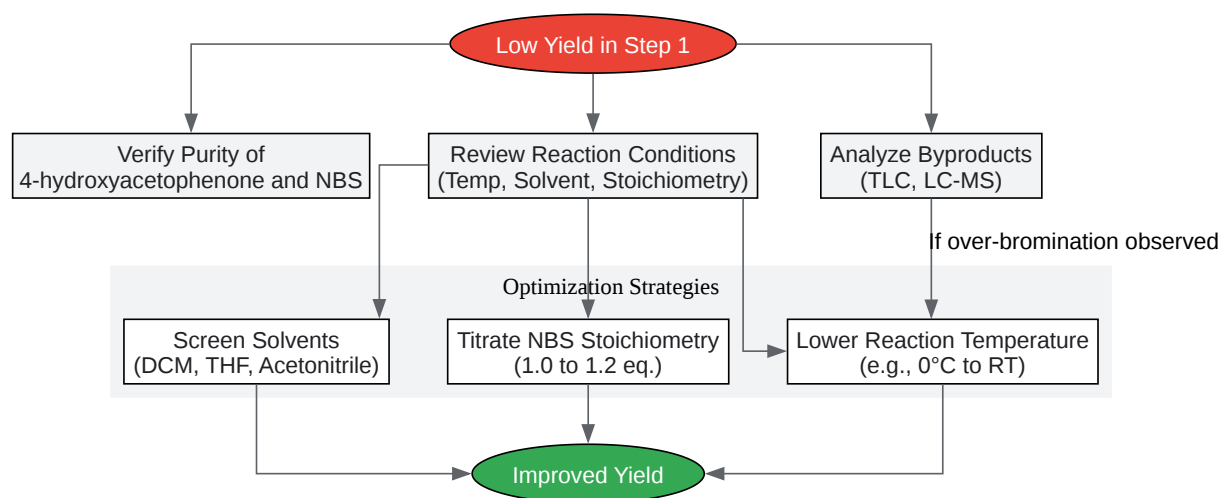 Low Yield in Step 1
Verify Purity of
4-hydroxyacetophenone and NBS
Review Reaction Conditions
(Temp, Solvent, Stoichiometry)
Analyze Byproducts
(TLC, LC-MS)
If over-bromination observed
Optimization Strategies
Screen Solvents
(DCM, THF, Acetonitrile)
Titrate NBS Stoichiometry
(1.0 to 1.2 eq.)
Lower Reaction Temperature
(e.g., 0°C to RT)
Improved Yield